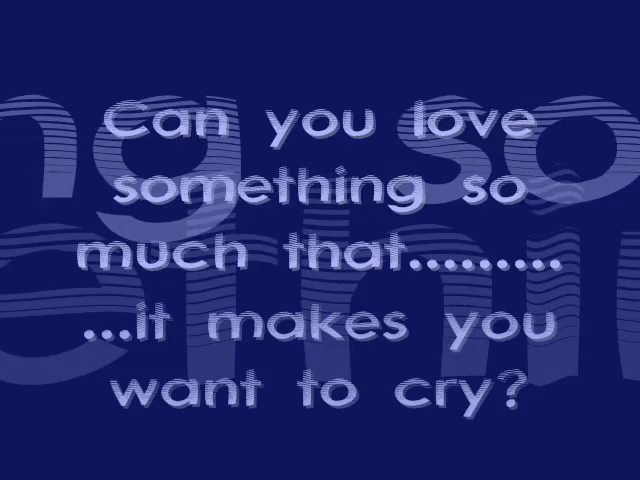 Can you love
something so
much that.........
...it makes you
want to cry?